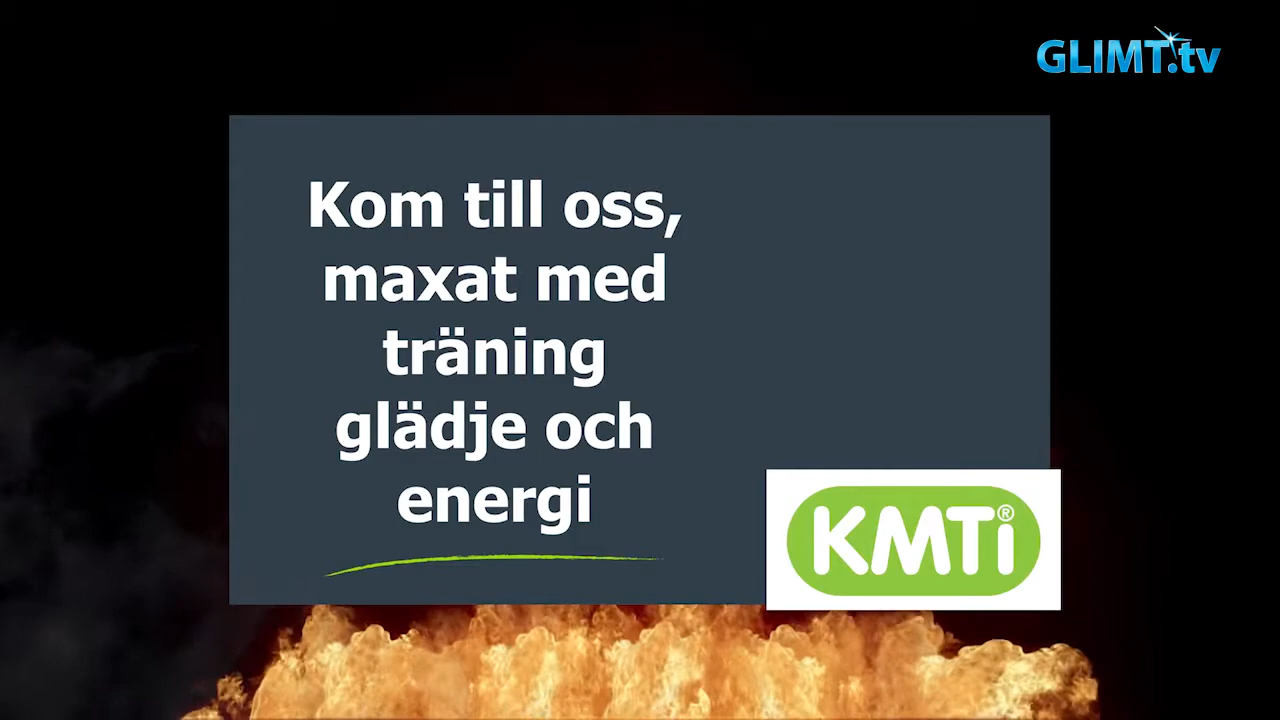 GLIMT.tv
Kom till oss,
maxat med
träning
glädje och
energi
KMTi®